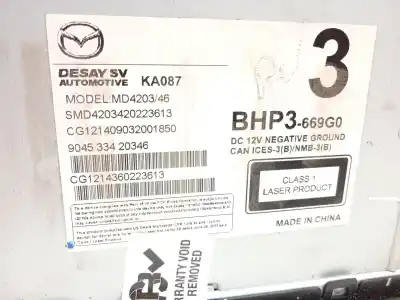 3
DESAY SV
AUTOMOTIVE KA087
MODEL:MD4203/46
SMD4203420223613
CG121409032001850
9045 334 20346
CG1214360223613
BHP3-669G0
DC 12V NEGATIVE GROUND
CAN ICES-3(B)/NMB-3(B)
CLASS 1
LASER PRODUCT
MADE IN CHINA
WARRANTY VOID
REMOVED